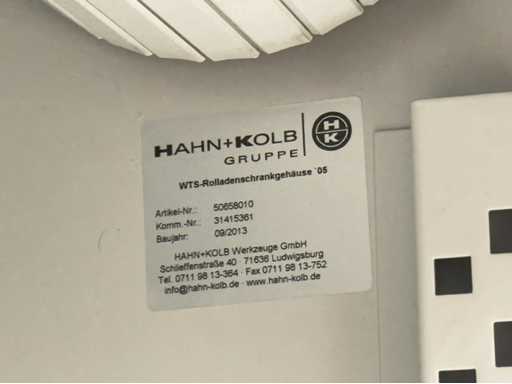 HAHN+KOLB
GRUPPE
H
K
WTS-Rolladenschrankgehäuse `05
Artikel-Nr.: 50658010
Komm.-Nr.: 31415361
Baujahr: 09/2013
HAHN+KOLB Werkzeuge GmbH
Schlieffenstraße 40 · 71636 Ludwigsburg
Tel. 0711 98 13-364 · Fax 0711 98 13-752
info@hahn-kolb.de · www.hahn-kolb.de